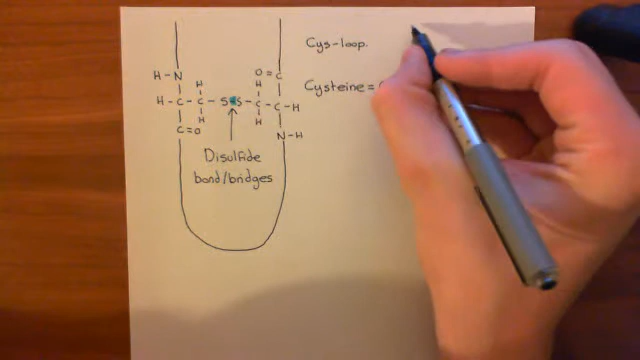 Cys-loop.
H-N
H
O=C
H
Cysteine =
H-C-C-S-S-C-C-H
H
H
C=O
N-H
Disulfide
bond/bridges